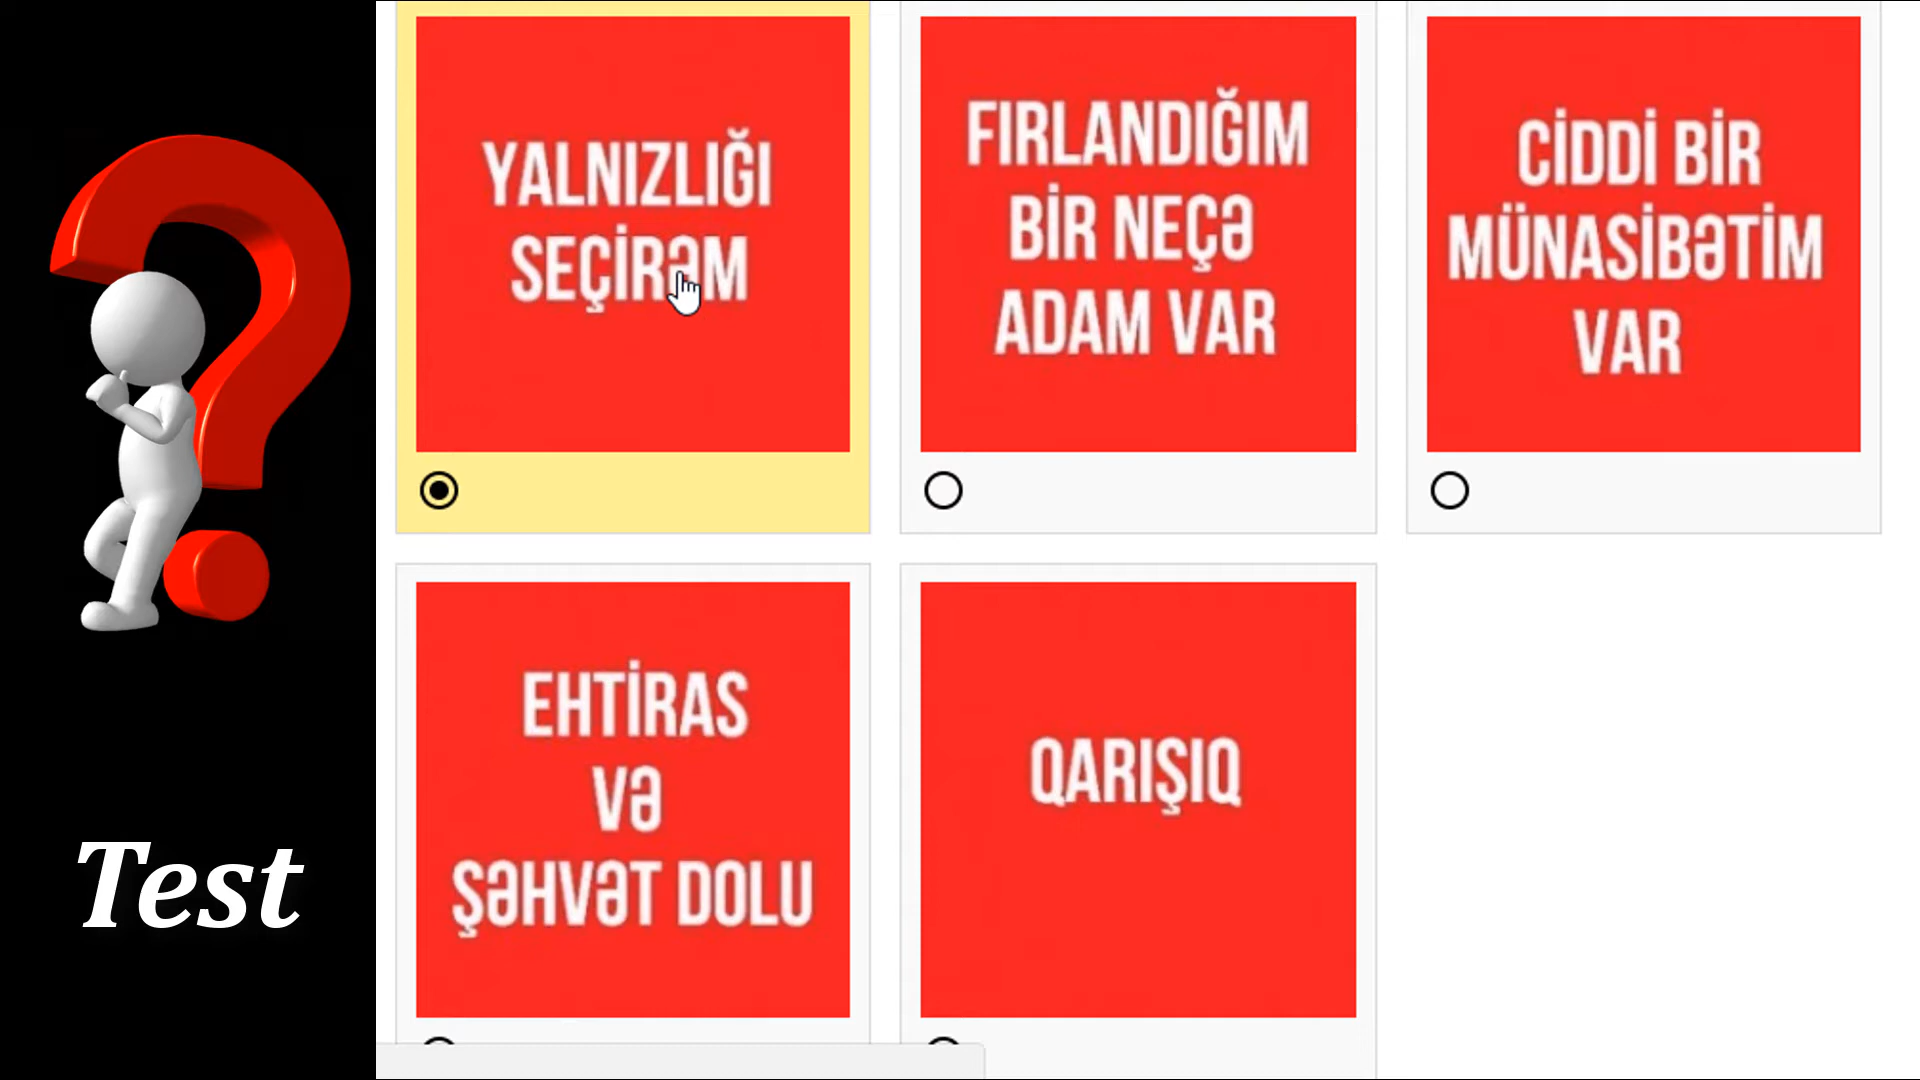 YALNIZLIĞI
SEÇİRƏM
FIRLANDIĞIM
BİR NEÇƏ
ADAM VAR
CİDDİ BİR
MÜNASİBƏTİM
VAR
EHTİRAS
VƏ
ŞƏHVƏT DOLU
QARIŞIQ
Test